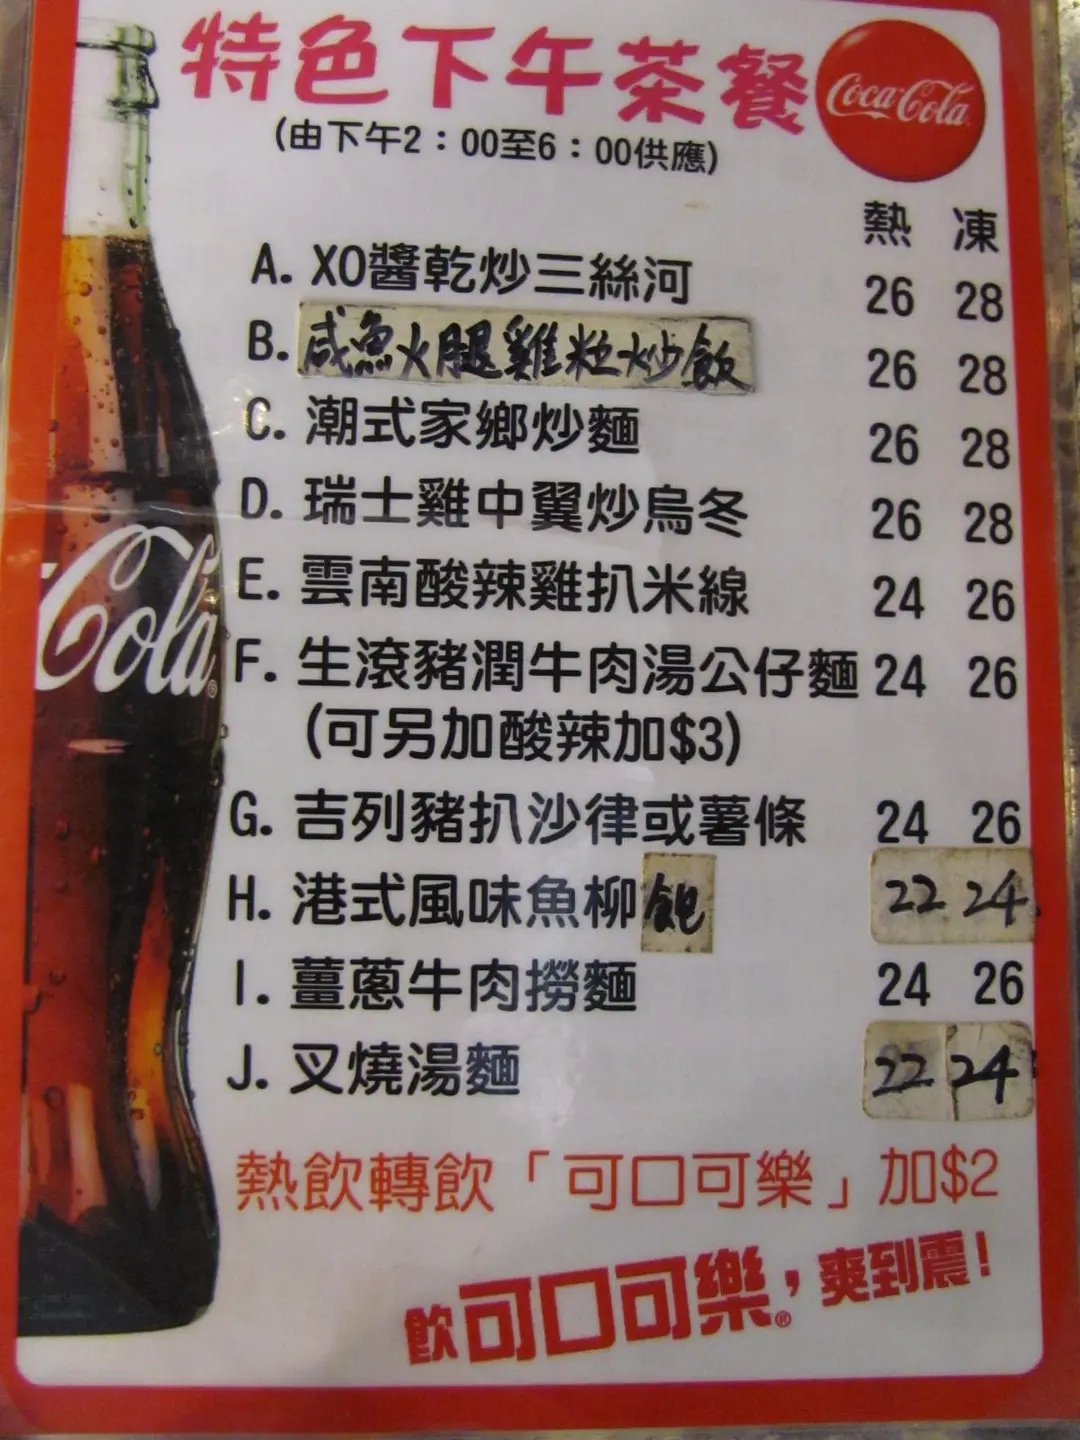 特色下午茶餐
Coca-Cola
(由下午2：00至6：00供應)
熱 凍
A. XO醬乾炒三絲河 26 28
B. 咸魚火腿雞粒炒飯 26 28
C. 潮式家鄉炒麵 26 28
D. 瑞士雞中翼炒烏冬 26 28
E. 雲南酸辣雞扒米線 24 26
F. 生滾豬潤牛肉湯公仔麵 24 26
(可另加酸辣加$3)
G. 吉列豬扒沙律或薯條 24 26
H. 港式風味魚柳飽 22 24
I. 薑蔥牛肉撈麵 24 26
J. 叉燒湯麵 22 24
熱飲轉飲「可口可樂」加$2
飲可口可樂®，爽到震！
Cola®